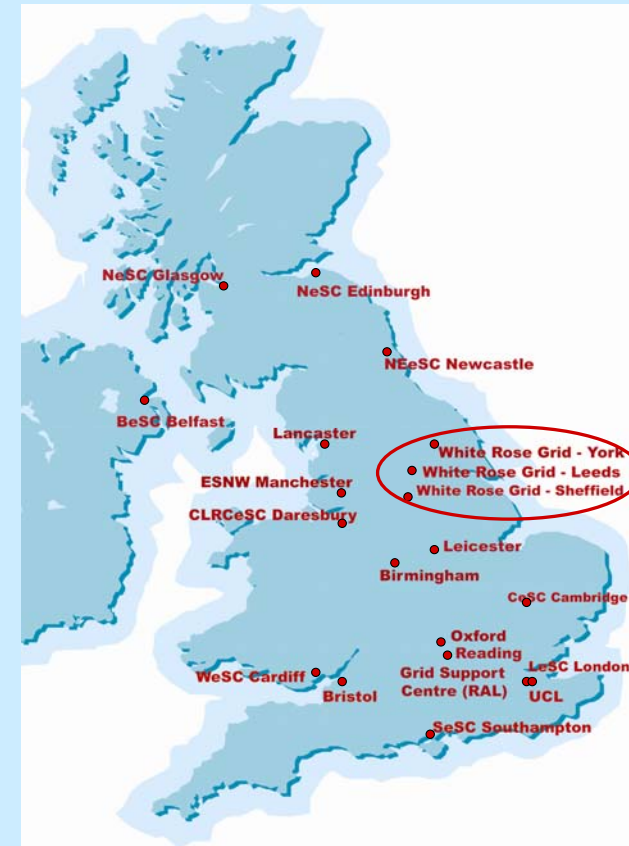 NeSC Glasgow
NeSC Edinburgh
NEeSC Newcastle
BeSC Belfast
Lancaster
White Rose Grid - York
White Rose Grid - Leeds
ESNW Manchester
White Rose Grid - Sheffield
CLRCeSC Daresbury
Leicester
Birmingham
CeSC Cambridge
Oxford
Reading
LeSC London
WeSC Cardiff
Grid Support
Centre (RAL)
Bristol
UCL
SeSC Southampton